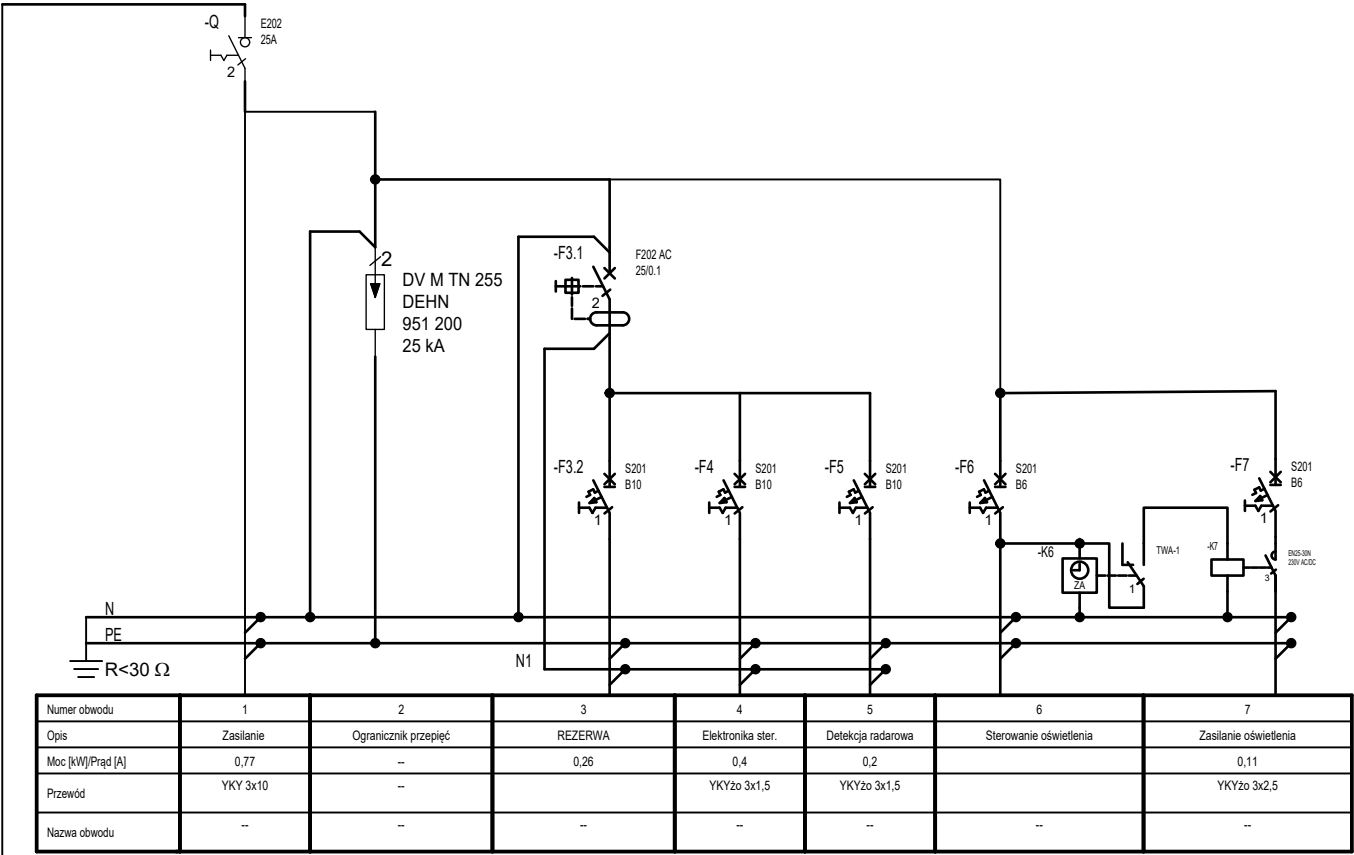 -Q
E202
25A
2
2
DV M TN 255
DEHN
951 200
25 kA
-F3.1
F202 AC
25/0.1
2
-F3.2
S201
B10
1
-F4
S201
B10
1
-F5
S201
B10
1
-F6
S201
B6
1
-F7
S201
B6
1
-K6
ZA
TWA-1
1
-K7
EN25-30N
230V AC/DC
3
N
PE
N1
R<30 Ω
Numer obwodu 1 2 3 4 5 6 7
Opis Zasilanie Ogranicznik przepięć REZERWA Elektronika ster. Detekcja radarowa Sterowanie oświetlenia Zasilanie oświetlenia
Moc [kW]/Prąd [A] 0,77 -- 0,26 0,4 0,2 0,11
Przewód YKY 3x10 -- YKYżo 3x1,5 YKYżo 3x1,5 YKYżo 3x2,5
Nazwa obwodu -- -- -- -- -- -- --